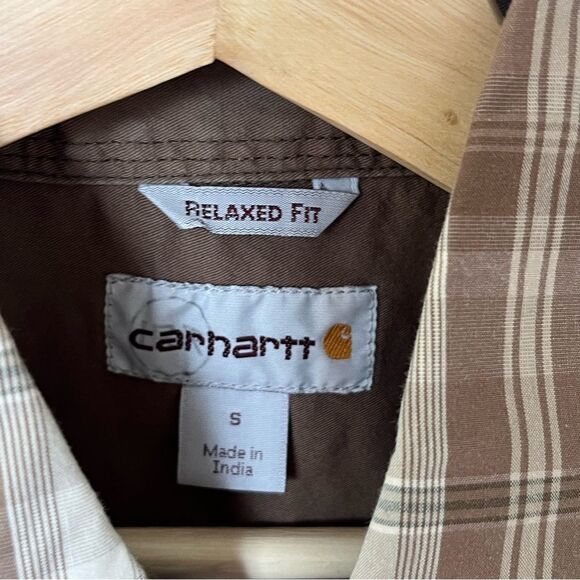 RELAXED FIT
carhartt
S
Made in
India